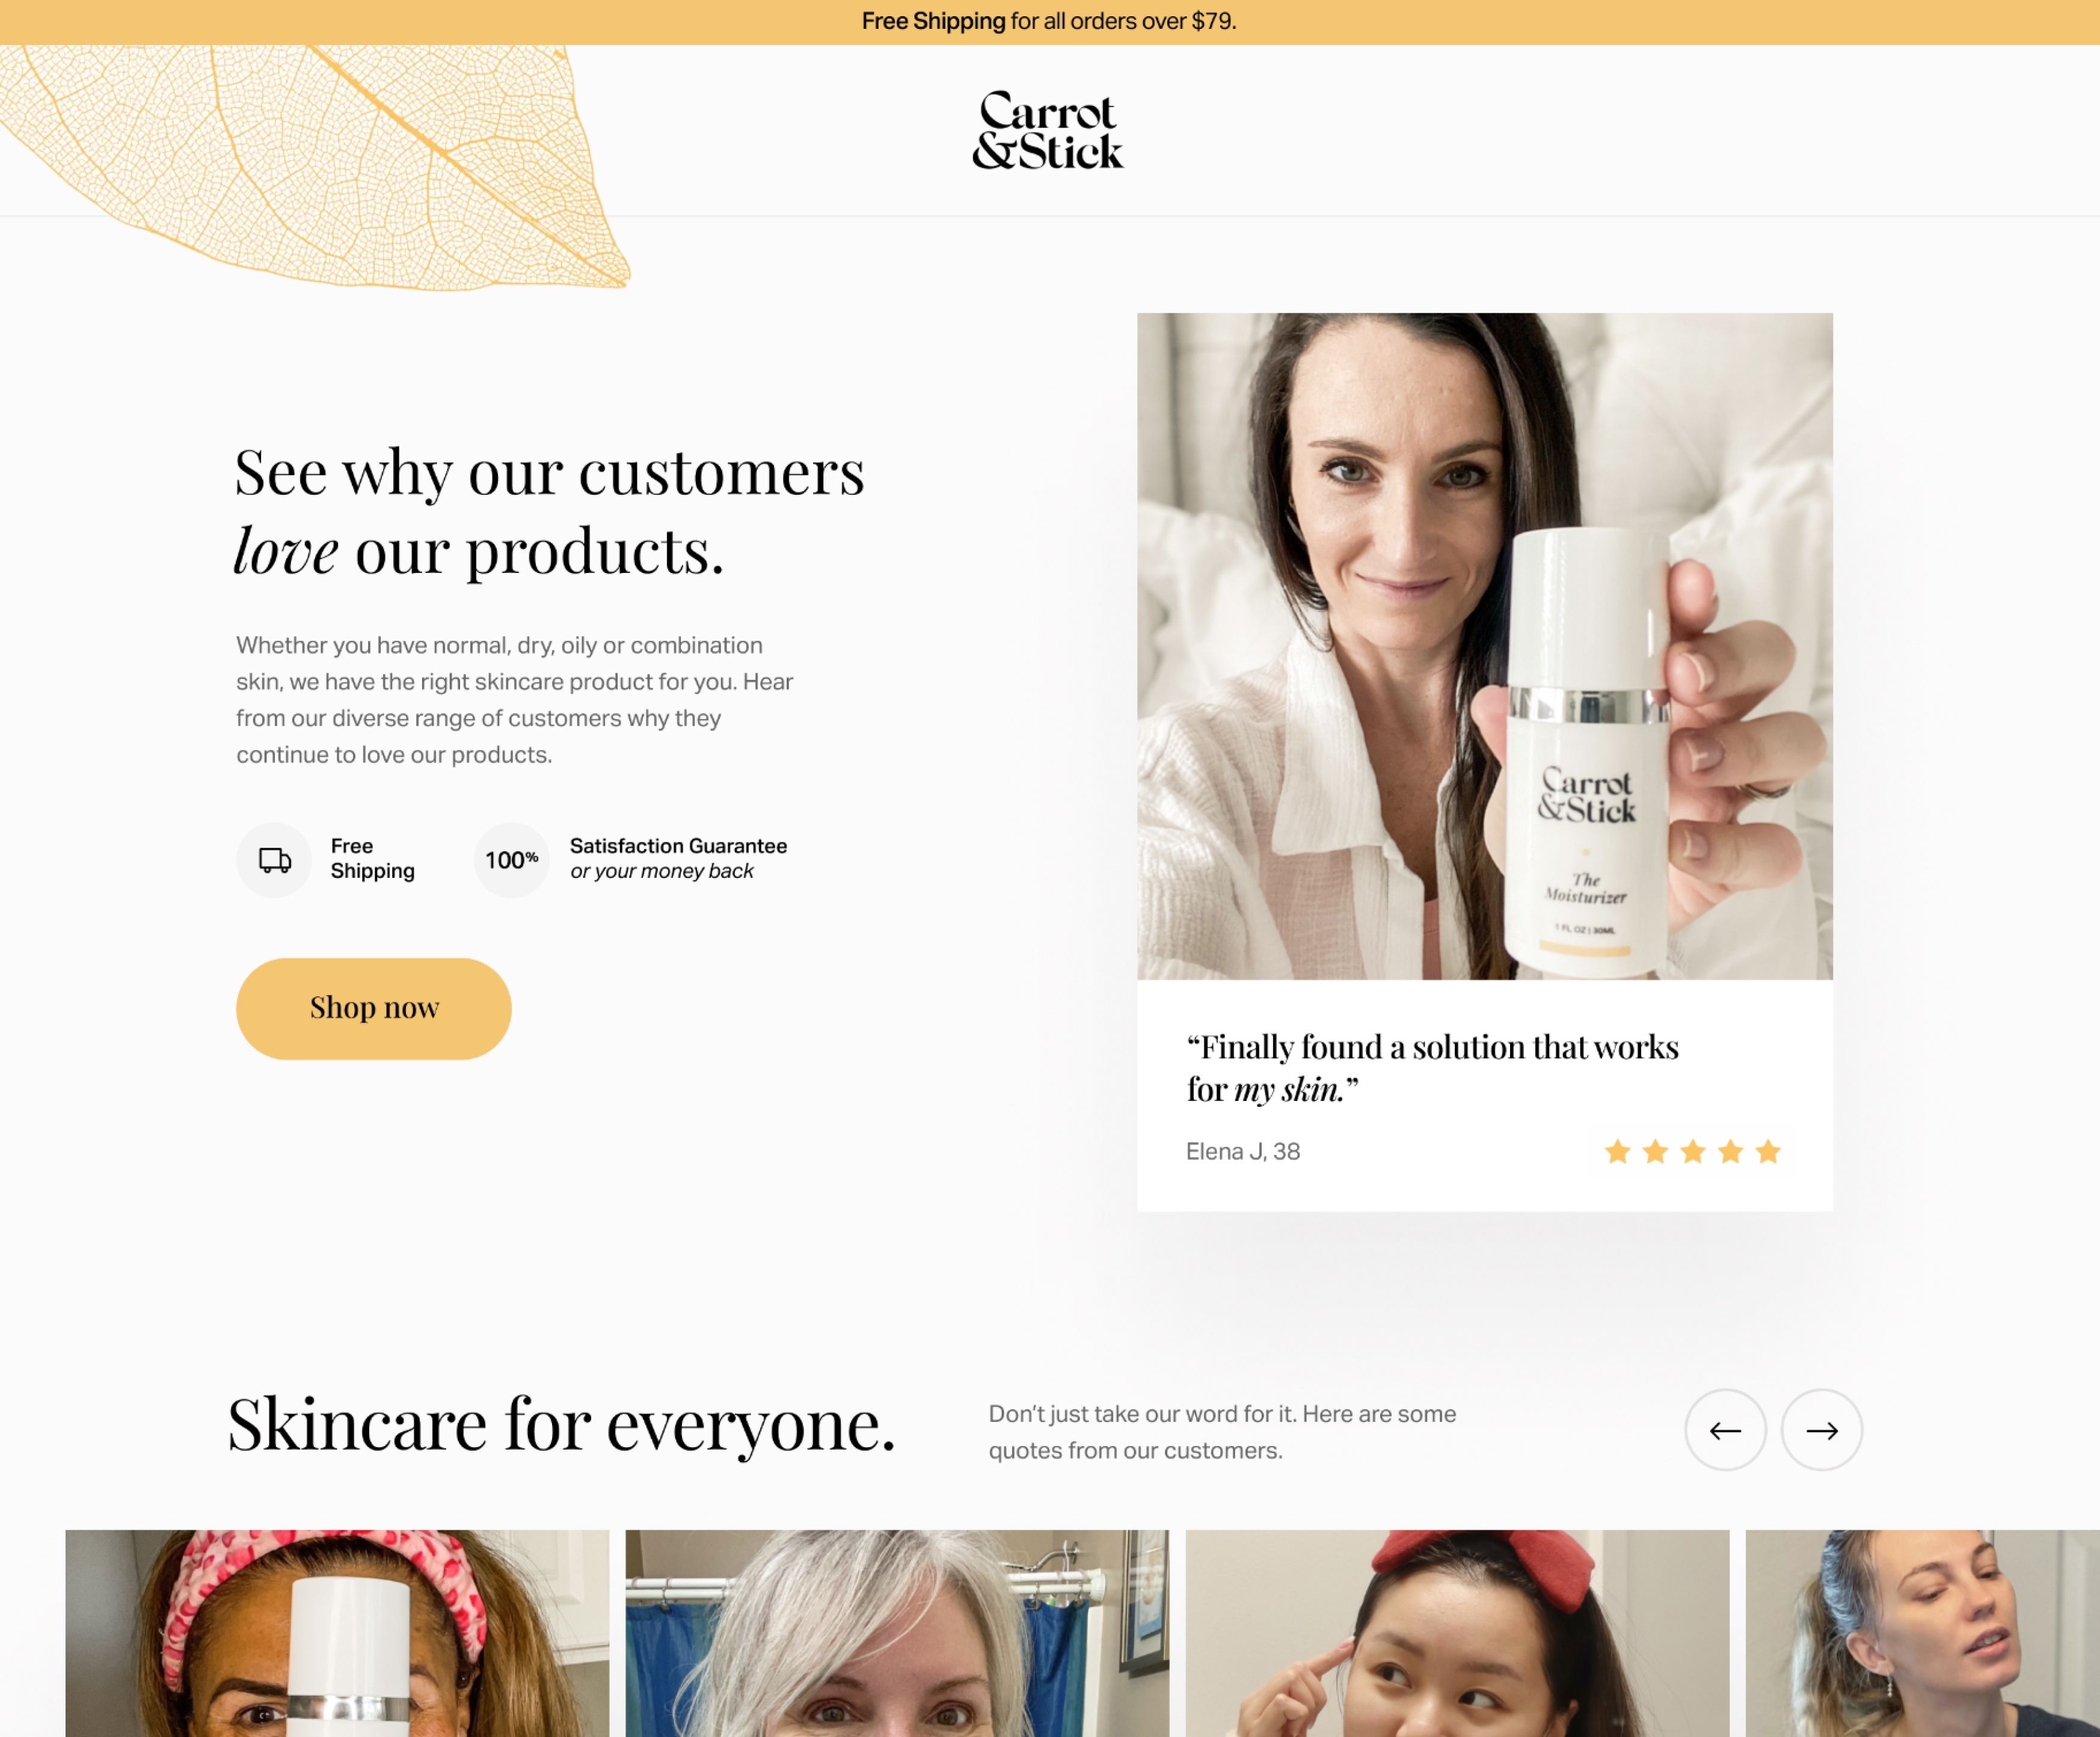 Free Shipping for all orders over $79.
Carrot
&Stick
See why our customers
love our products.
Whether you have normal, dry, oily or combination
skin, we have the right skincare product for you. Hear
from our diverse range of customers why they
continue to love our products.
Free
Shipping
100%
Satisfaction Guarantee
or your money back
Shop now
Carrot
&Stick
The
Moisturizer
1 FL OZ | 30ML
“Finally found a solution that works
for my skin.”
Elena J, 38
Skincare for everyone.
Don’t just take our word for it. Here are some
quotes from our customers.